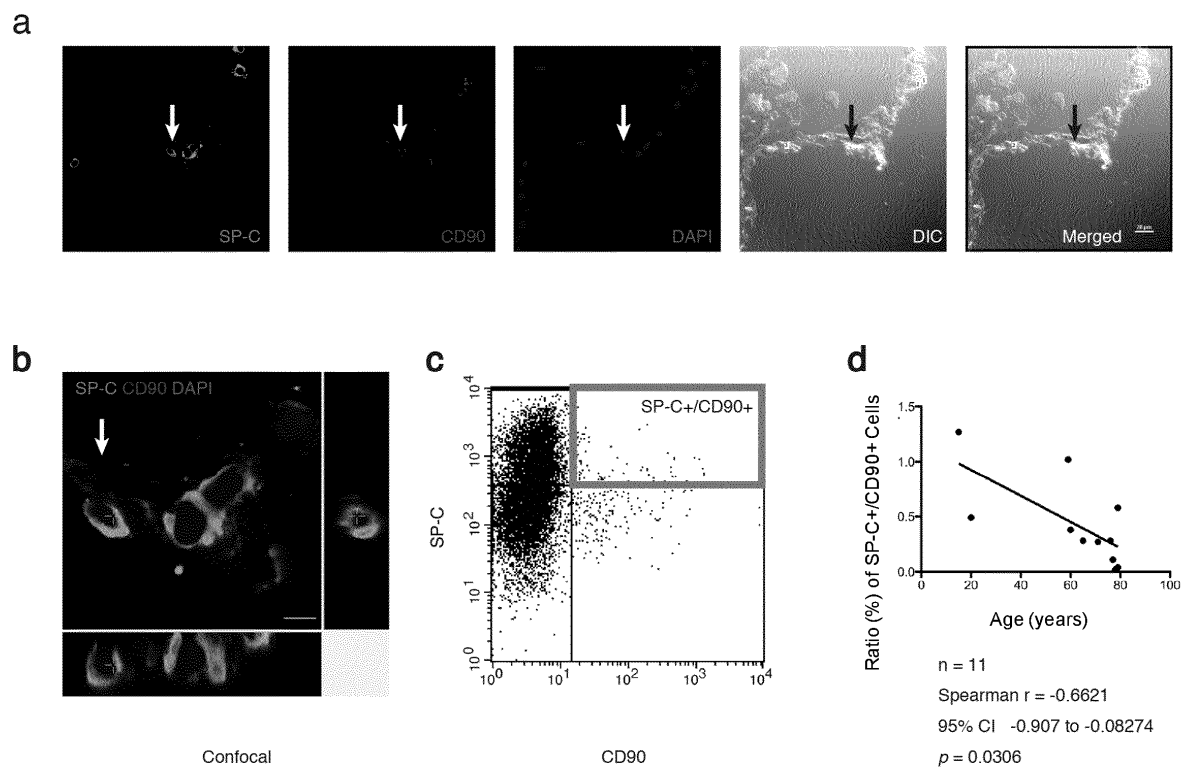 a
SP-C
CD90
DAPI
DIC
Merged
20 µm
b
SP-C CD90 DAPI
Confocal
c
SP-C+/CD90+
SP-C
10⁴
10³
10²
10¹
10⁰
10⁰ 10¹ 10² 10³ 10⁴
CD90
d
Ratio (%) of SP-C+/CD90+ Cells
1.5
1.0
0.5
0.0
0 20 40 60 80 100
Age (years)
n = 11
Spearman r = -0.6621
95% CI -0.907 to -0.08274
p = 0.0306